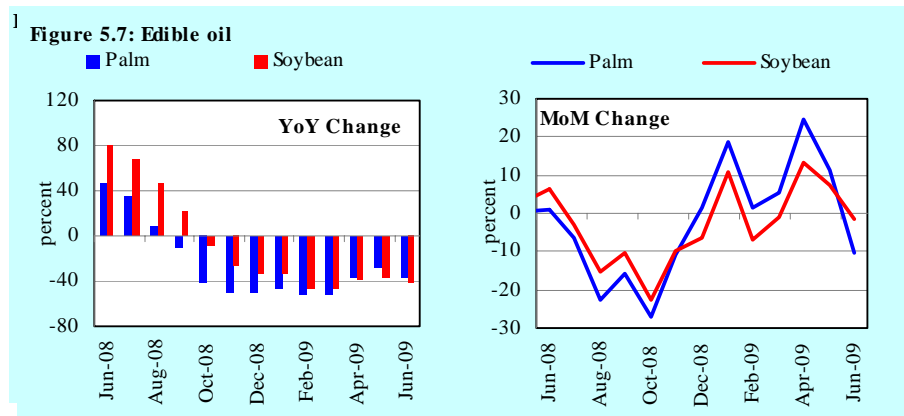 Figure 5.7: Edible oil
Palm
Soybean
YoY Change
percent
120
80
40
0
-40
-80
Jun-08
Aug-08
Oct-08
Dec-08
Feb-09
Apr-09
Jun-09
Palm
Soybean
MoM Change
percent
30
20
10
0
-10
-20
-30
Jun-08
Aug-08
Oct-08
Dec-08
Feb-09
Apr-09
Jun-09